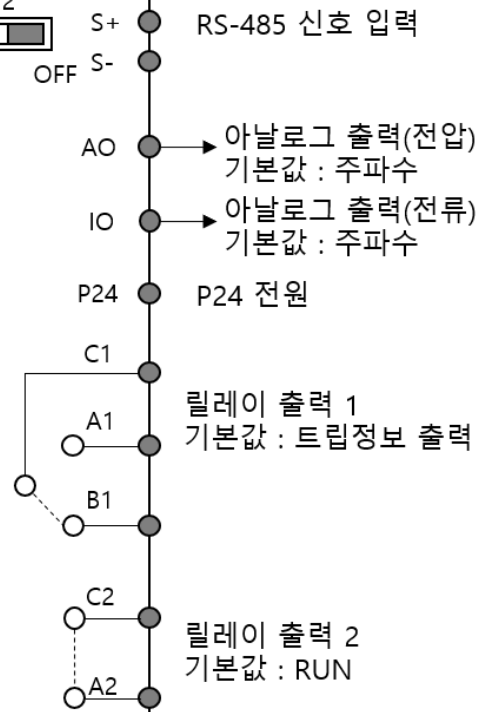 2
S+
RS-485 신호 입력
OFF
S-
AO
아날로그 출력(전압)
기본값 : 주파수
IO
아날로그 출력(전류)
기본값 : 주파수
P24
P24 전원
C1
릴레이 출력 1
기본값 : 트립정보 출력
A1
B1
C2
릴레이 출력 2
기본값 : RUN
A2